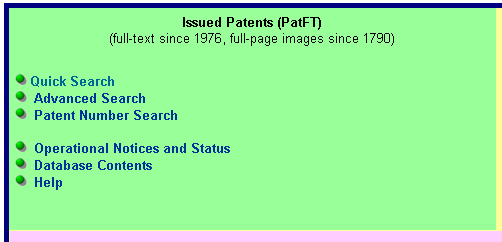 Issued Patents (PatFT)
(full-text since 1976, full-page images since 1790)
Quick Search
Advanced Search
Patent Number Search
Operational Notices and Status
Database Contents
Help